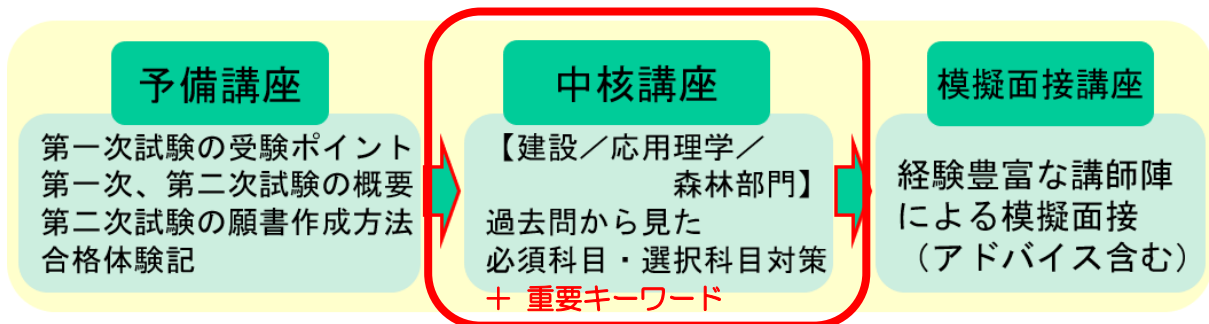 予備講座
第一次試験の受験ポイント
第一次、第二次試験の概要
第二次試験の願書作成方法
合格体験記
中核講座
【建設／応用理学／
森林部門】
過去問から見た
必須科目・選択科目対策
＋ 重要キーワード
模擬面接講座
経験豊富な講師陣
による模擬面接
（アドバイス含む）